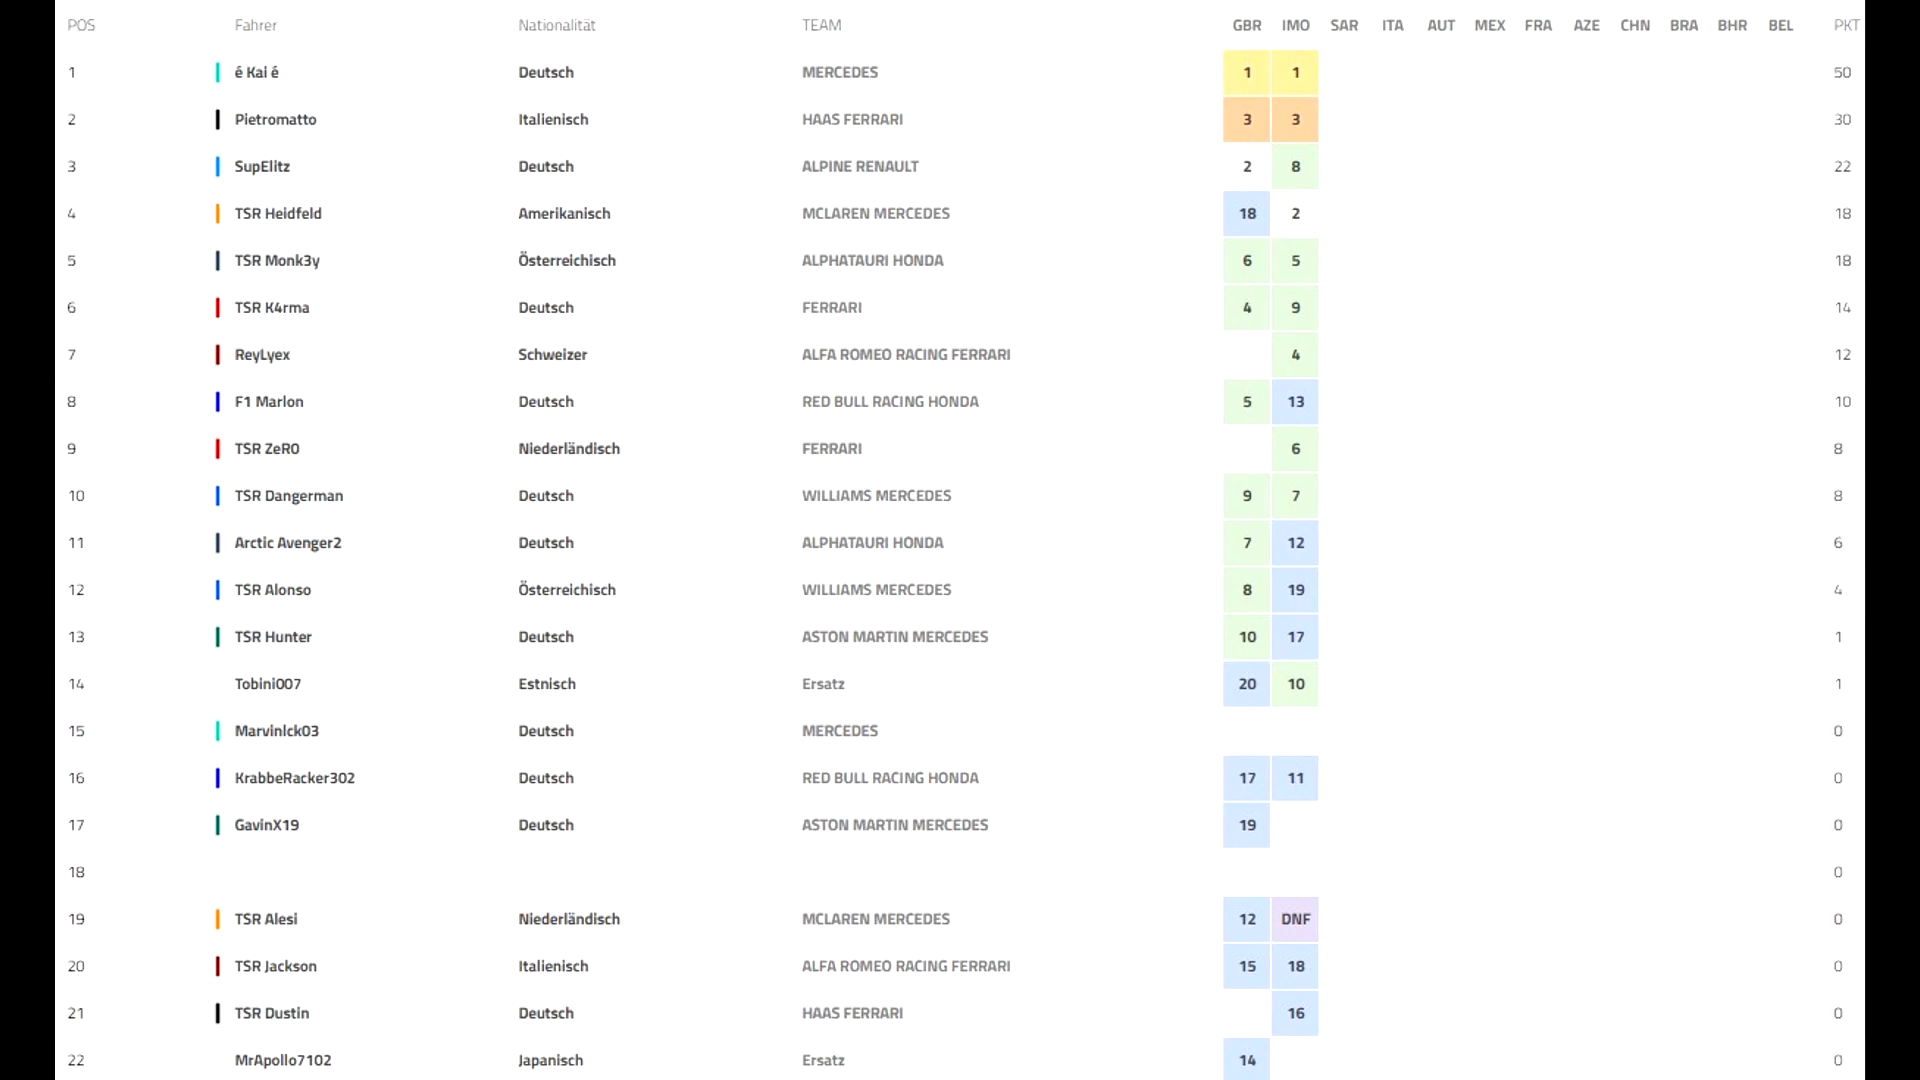 POS Fahrer Nationalität TEAM GBR IMO SAR ITA AUT MEX FRA AZE CHN BRA BHR BEL PKT
1 é Kai é Deutsch MERCEDES 1 1 50
2 Pietromatto Italienisch HAAS FERRARI 3 3 30
3 SupElitz Deutsch ALPINE RENAULT 2 8 22
4 TSR Heidfeld Amerikanisch MCLAREN MERCEDES 18 2 18
5 TSR Monk3y Österreichisch ALPHATAURI HONDA 6 5 18
6 TSR K4rma Deutsch FERRARI 4 9 14
7 ReyLyex Schweizer ALFA ROMEO RACING FERRARI 4 12
8 F1 Marlon Deutsch RED BULL RACING HONDA 5 13 10
9 TSR ZeR0 Niederländisch FERRARI 6 8
10 TSR Dangerman Deutsch WILLIAMS MERCEDES 9 7 8
11 Arctic Avenger2 Deutsch ALPHATAURI HONDA 7 12 6
12 TSR Alonso Österreichisch WILLIAMS MERCEDES 8 19 4
13 TSR Hunter Deutsch ASTON MARTIN MERCEDES 10 17 1
14 Tobini007 Estnisch Ersatz 20 10 1
15 Marvinlck03 Deutsch MERCEDES 0
16 KrabbeRacker302 Deutsch RED BULL RACING HONDA 17 11 0
17 GavinX19 Deutsch ASTON MARTIN MERCEDES 19 0
18 0
19 TSR Alesi Niederländisch MCLAREN MERCEDES 12 DNF 0
20 TSR Jackson Italienisch ALFA ROMEO RACING FERRARI 15 18 0
21 TSR Dustin Deutsch HAAS FERRARI 16 0
22 MrApollo7102 Japanisch Ersatz 14 0